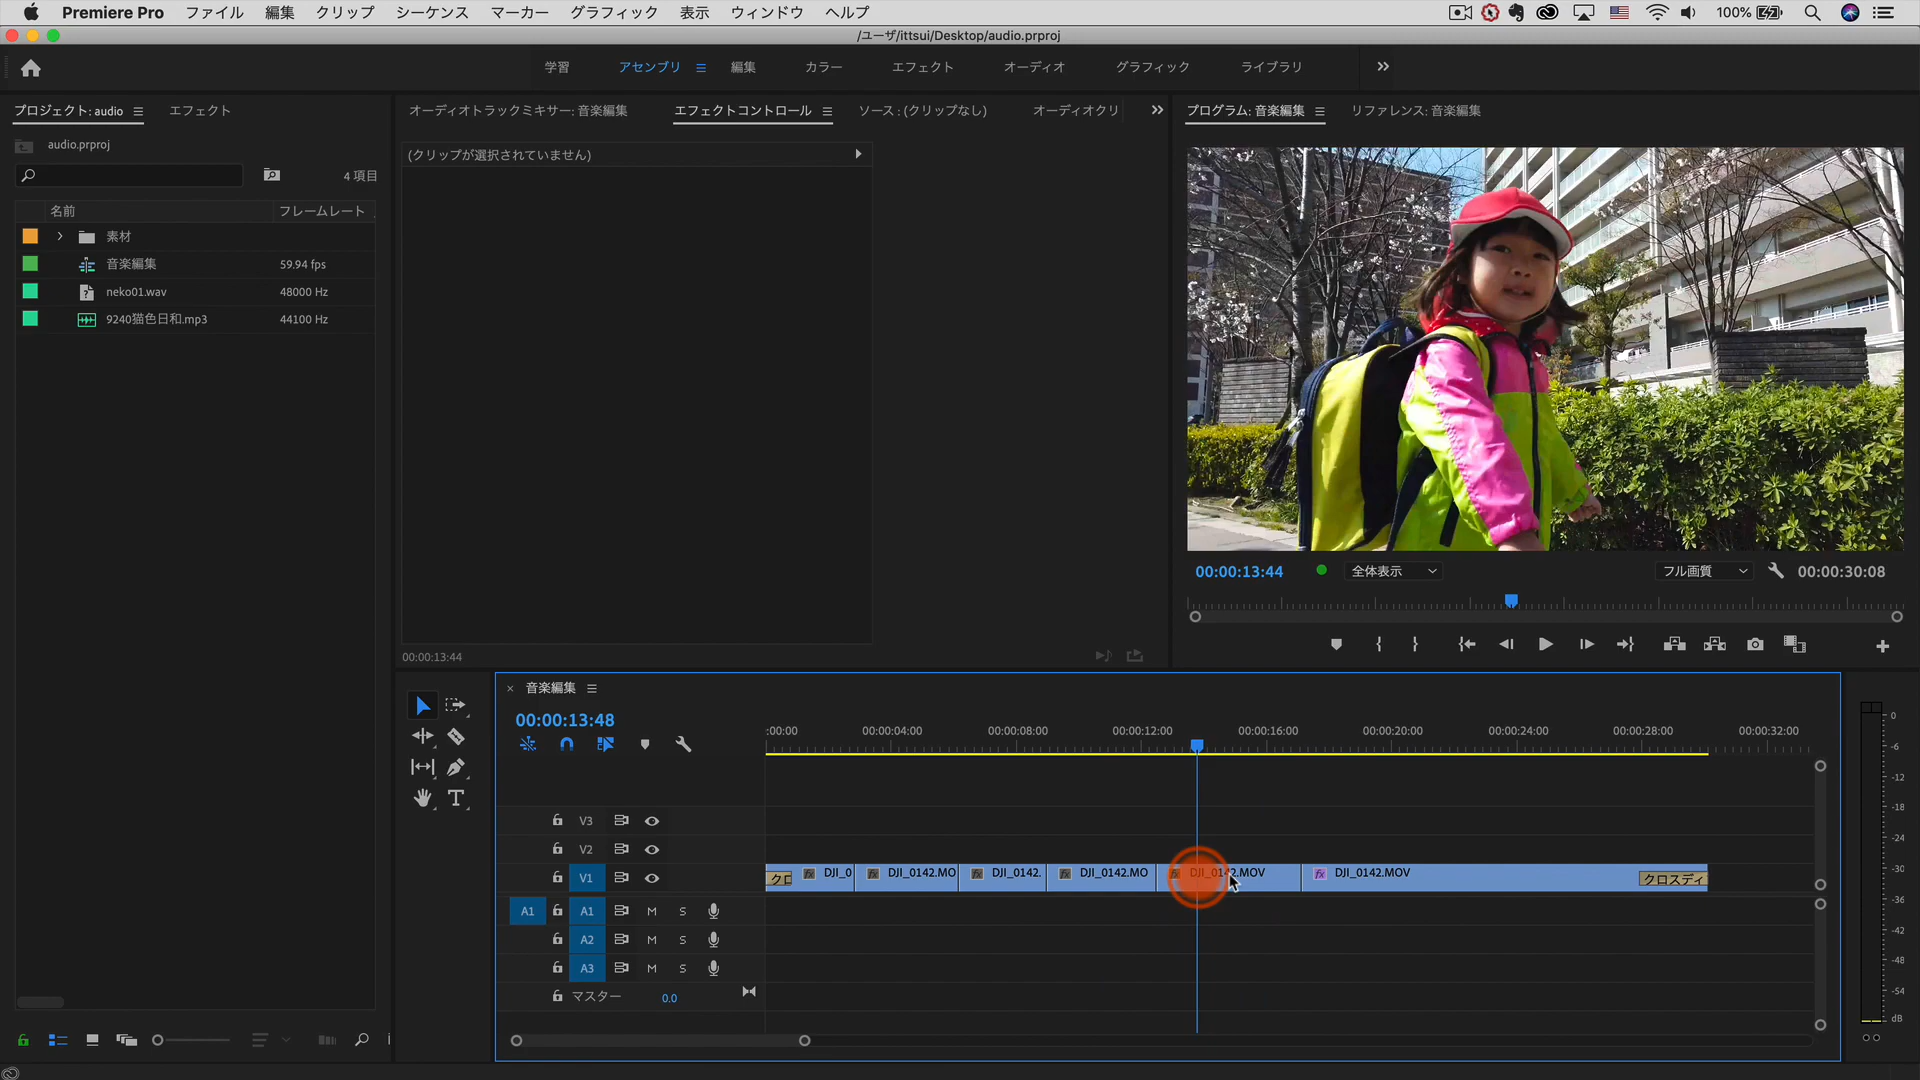 Premiere Pro ファイル 編集 クリップ シーケンス マーカー グラフィック 表示 ウィンドウ ヘルプ 100%
/ユーザ/ittsui/Desktop/audio.prproj
学習 アセンブリ 編集 カラー エフェクト オーディオ グラフィック ライブラリ
プロジェクト: audio エフェクト
audio.prproj
4 項目
名前 フレームレート
素材
音楽編集 59.94 fps
neko01.wav 48000 Hz
9240猫色日和.mp3 44100 Hz
オーディオトラックミキサー: 音楽編集 エフェクトコントロール ソース : (クリップなし) オーディオクリ
(クリップが選択されていません)
00:00:13:44
プログラム: 音楽編集 リファレンス: 音楽編集
00:00:13:44 全体表示 フル画質 00:00:30:08
音楽編集
00:00:13:48
:00:00 00:00:04:00 00:00:08:00 00:00:12:00 00:00:16:00 00:00:20:00 00:00:24:00 00:00:28:00 00:00:32:00
V3
V2
V1 クロ fx DJI_0 fx DJI_0142.MO fx DJI_0142. fx DJI_0142.MO fx DJI_0142.MOV fx DJI_0142.MOV クロスディ
A1 A1 M S
A2 M S
A3 M S
マスター 0.0
0
-6
-12
-18
-24
-30
-36
-42
-48
-54
dB